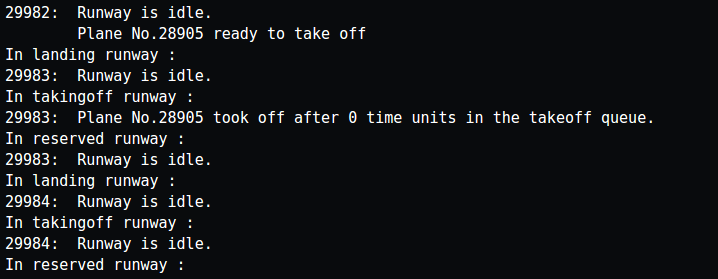 29982:  Runway is idle.
        Plane No.28905 ready to take off
In landing runway :
29983:  Runway is idle.
In takingoff runway :
29983:  Plane No.28905 took off after 0 time units in the takeoff queue.
In reserved runway :
29983:  Runway is idle.
In landing runway :
29984:  Runway is idle.
In takingoff runway :
29984:  Runway is idle.
In reserved runway :